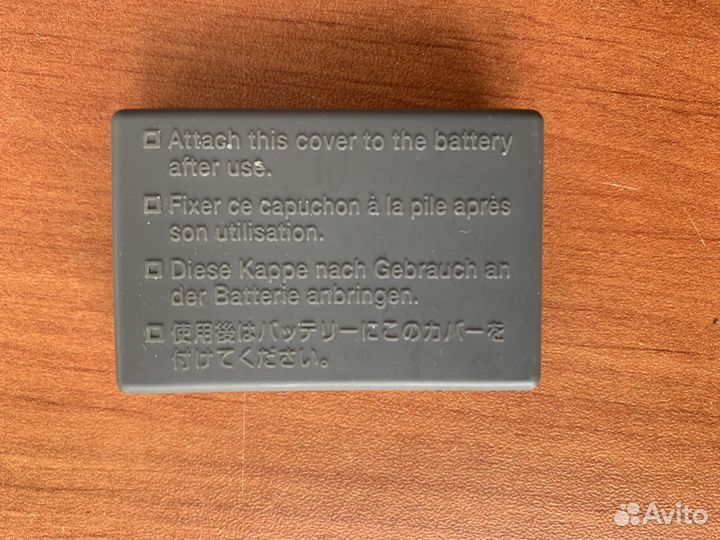 Attach this cover to the battery
after use.
Fixer ce capuchon à la pile après
son utilisation.
Diese Kappe nach Gebrauch an
der Batterie anbringen.
使用後はバッテリーにこのカバーを
付けてください。
Avito